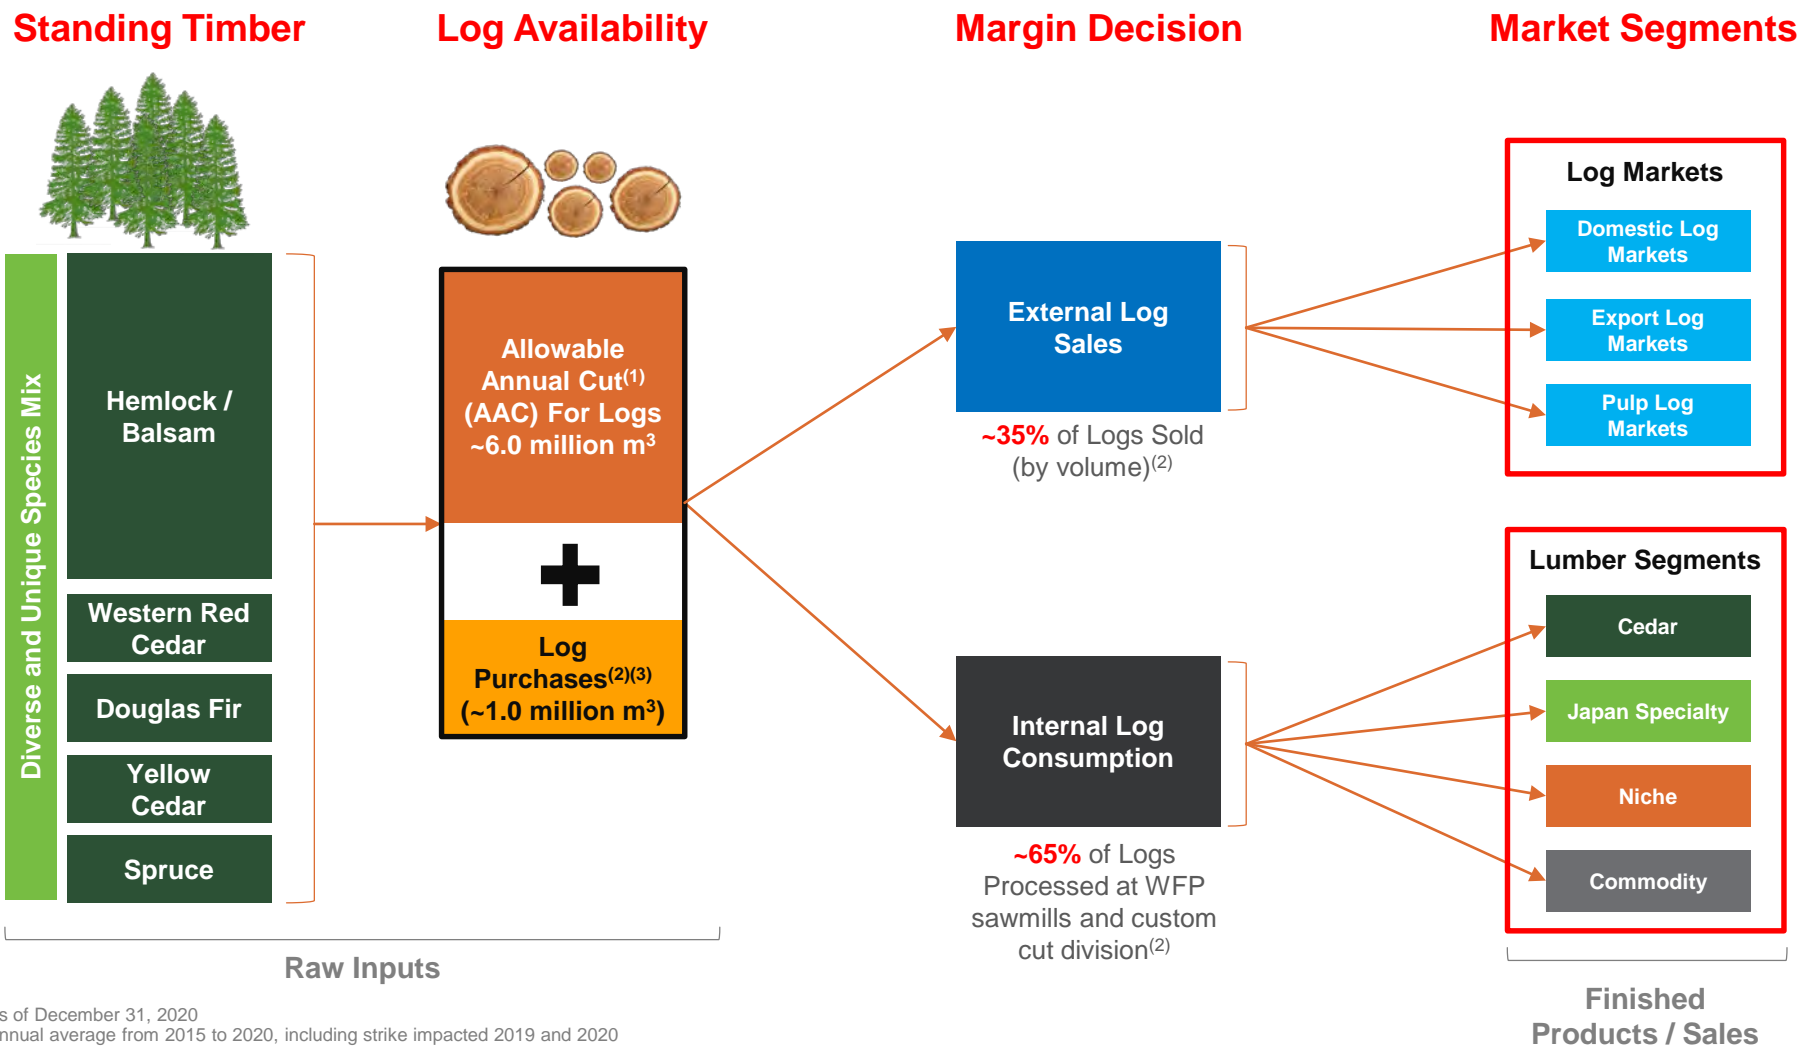 Standing Timber
Log Availability
Margin Decision
Market Segments
Diverse and Unique Species Mix
Hemlock /
Balsam
Western Red
Cedar
Douglas Fir
Yellow
Cedar
Spruce
Allowable
Annual Cut(1)
(AAC) For Logs
~6.0 million m3
Log
Purchases(2)(3)
(~1.0 million m3)
External Log
Sales
~35% of Logs Sold
(by volume)(2)
Internal Log
Consumption
~65% of Logs
Processed at WFP
sawmills and custom
cut division(2)
Log Markets
Domestic Log
Markets
Export Log
Markets
Pulp Log
Markets
Lumber Segments
Cedar
Japan Specialty
Niche
Commodity
Raw Inputs
Finished
Products / Sales
s of December 31, 2020
nnual average from 2015 to 2020, including strike impacted 2019 and 2020